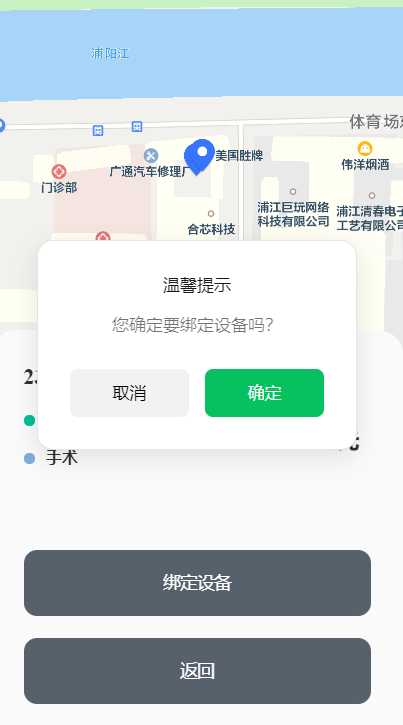 浦阳江
体育场东
美国胜牌
伟洋烟酒
广通汽车修理厂
门诊部
浦江巨玩网络
科技有限公司
浦江清春电子
工艺有限公司
合芯科技
温馨提示
您确定要绑定设备吗?
取消
确定
手术
绑定设备
返回